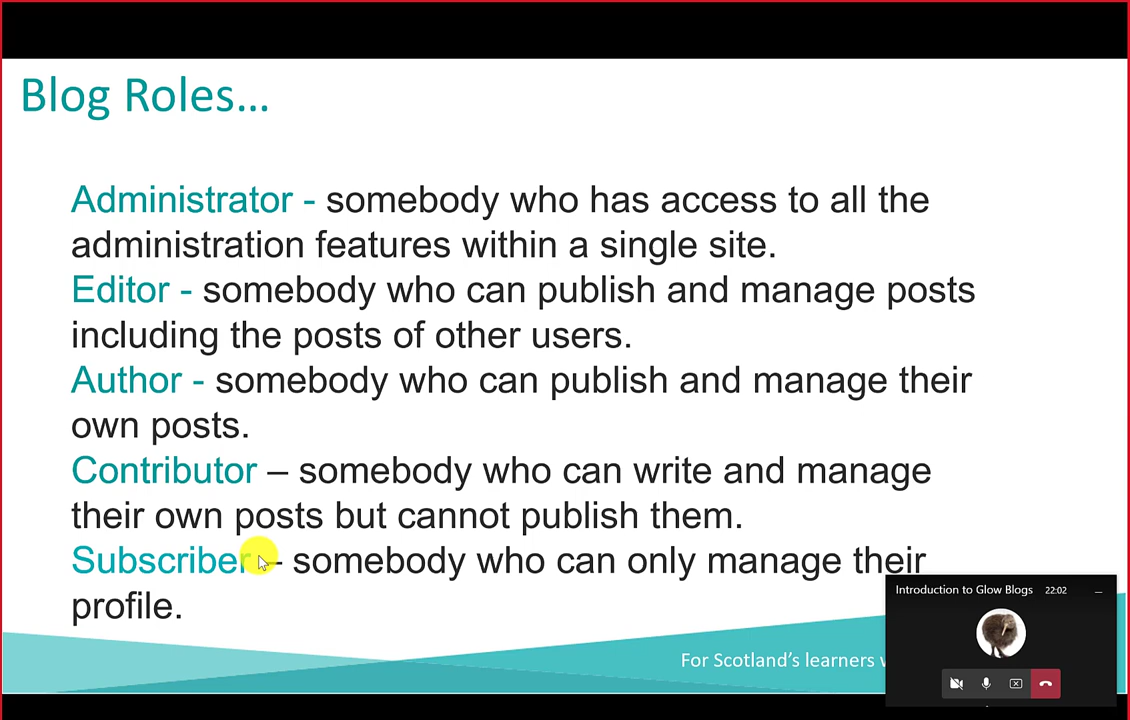 Blog Roles...
Administrator - somebody who has access to all the
administration features within a single site.
Editor - somebody who can publish and manage posts
including the posts of other users.
Author - somebody who can publish and manage their
own posts.
Contributor – somebody who can write and manage
their own posts but cannot publish them.
Subscriber – somebody who can only manage their
profile.
For Scotland's learners
Introduction to Glow Blogs 22:02